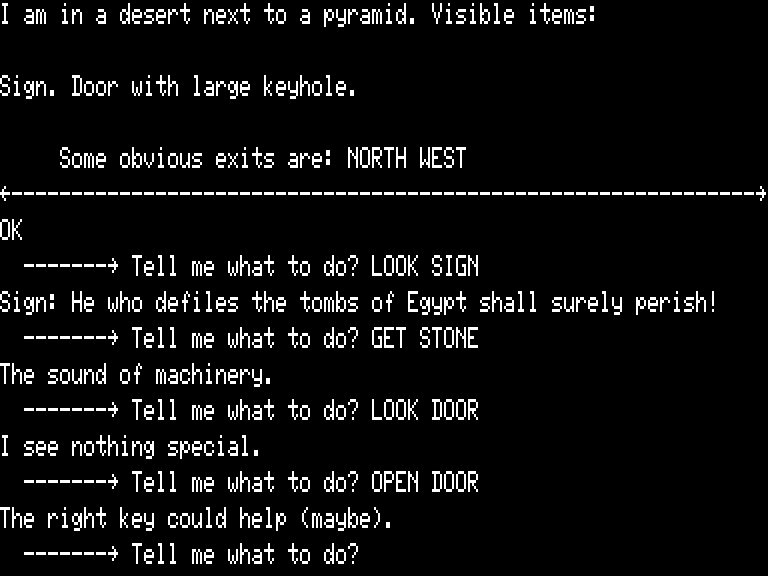 I am in a desert next to a pyramid. Visible items:
Sign. Door with large keyhole.
Some obvious exits are: NORTH WEST
<--------------------------------------------------------------->
OK
-------> Tell me what to do? LOOK SIGN
Sign: He who defiles the tombs of Egypt shall surely perish!
-------> Tell me what to do? GET STONE
The sound of machinery.
-------> Tell me what to do? LOOK DOOR
I see nothing special.
-------> Tell me what to do? OPEN DOOR
The right key could help (maybe).
-------> Tell me what to do?